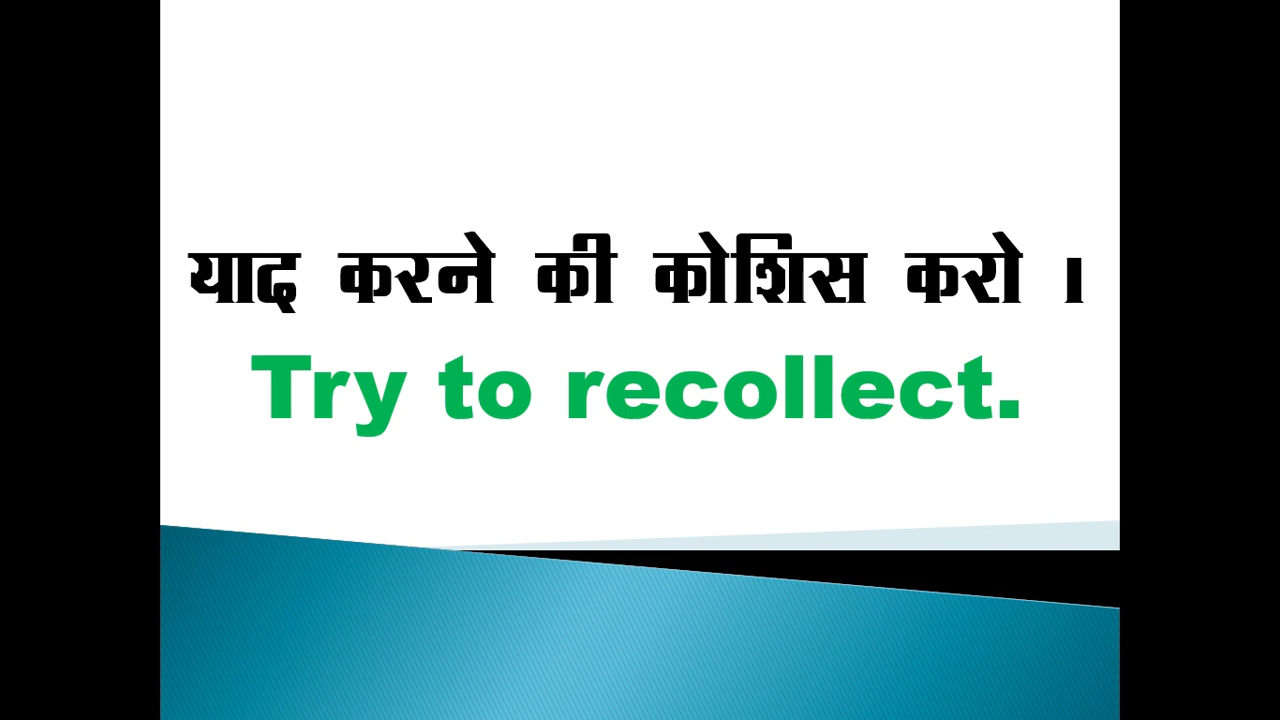 याद करने की कोशिस करो ।
Try to recollect.